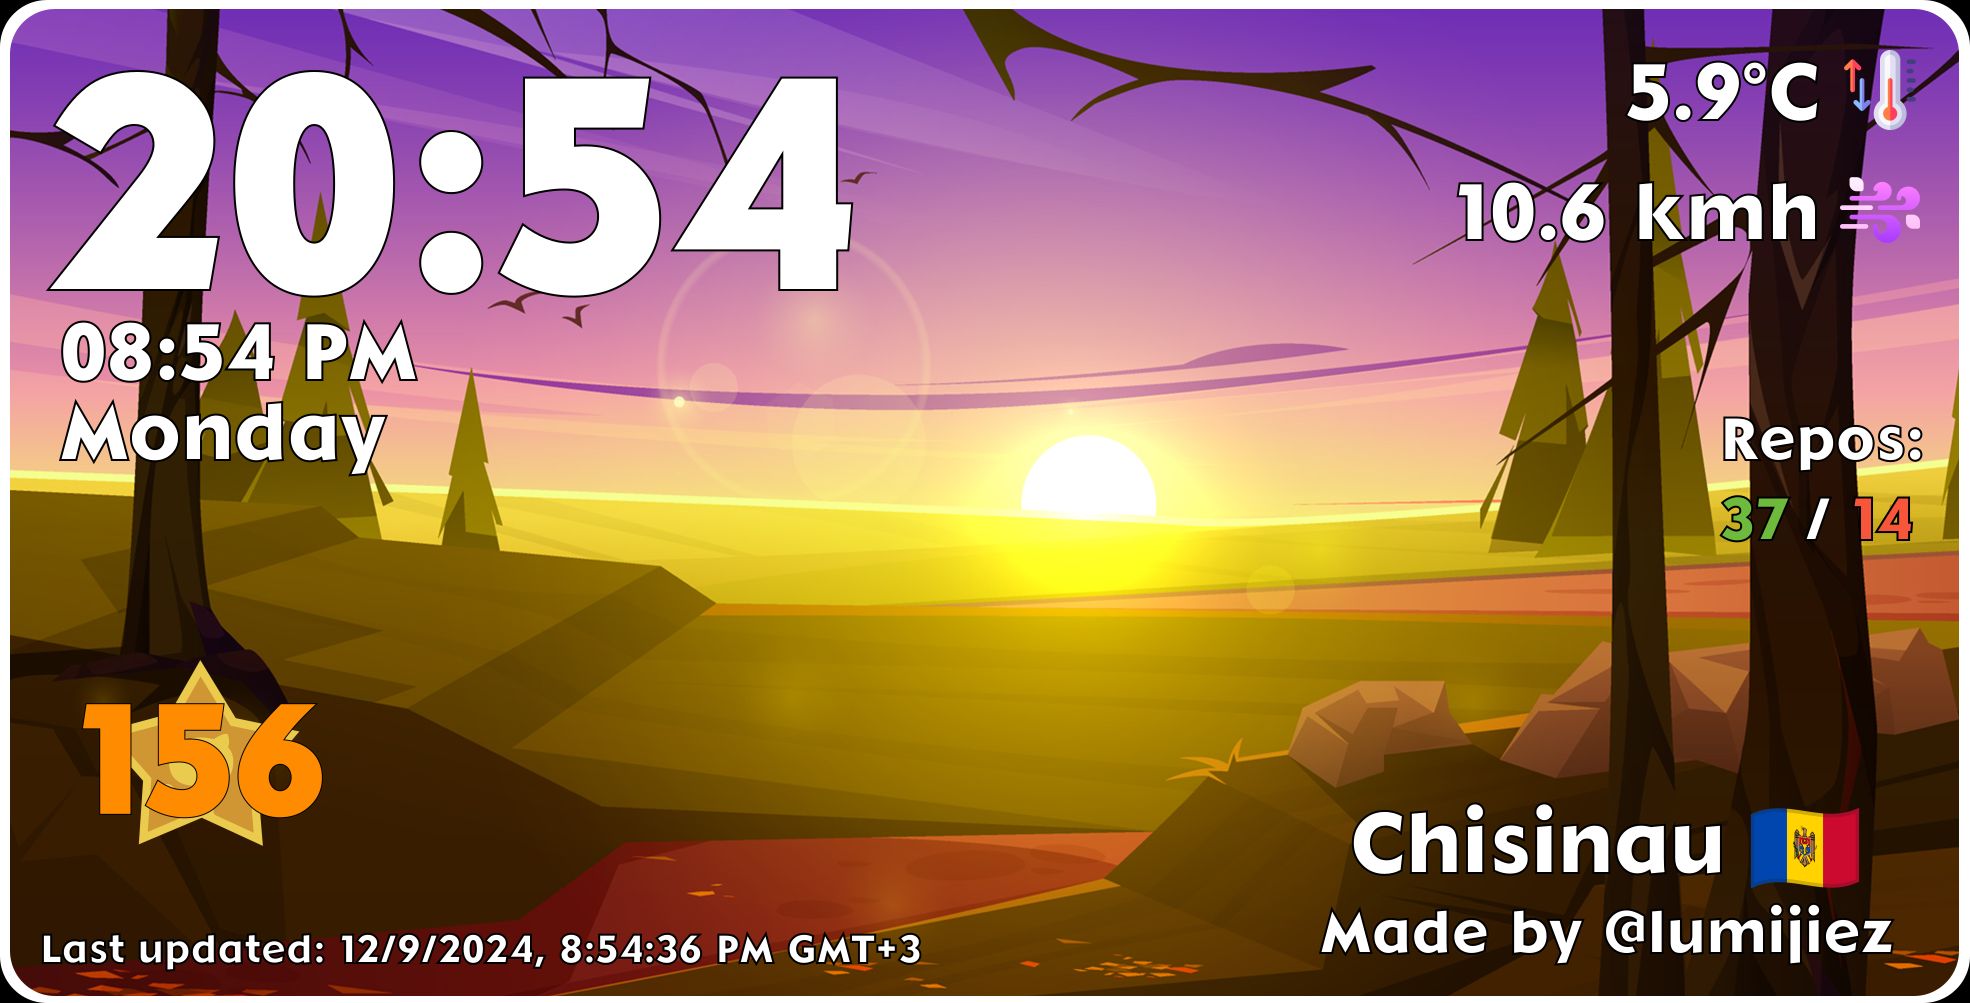 20:54
08:54 PM
Monday
5.9°C
10.6 kmh
Repos:
37 / 14
156
Chisinau
Made by @lumijiez
Last updated: 12/9/2024, 8:54:36 PM GMT+3